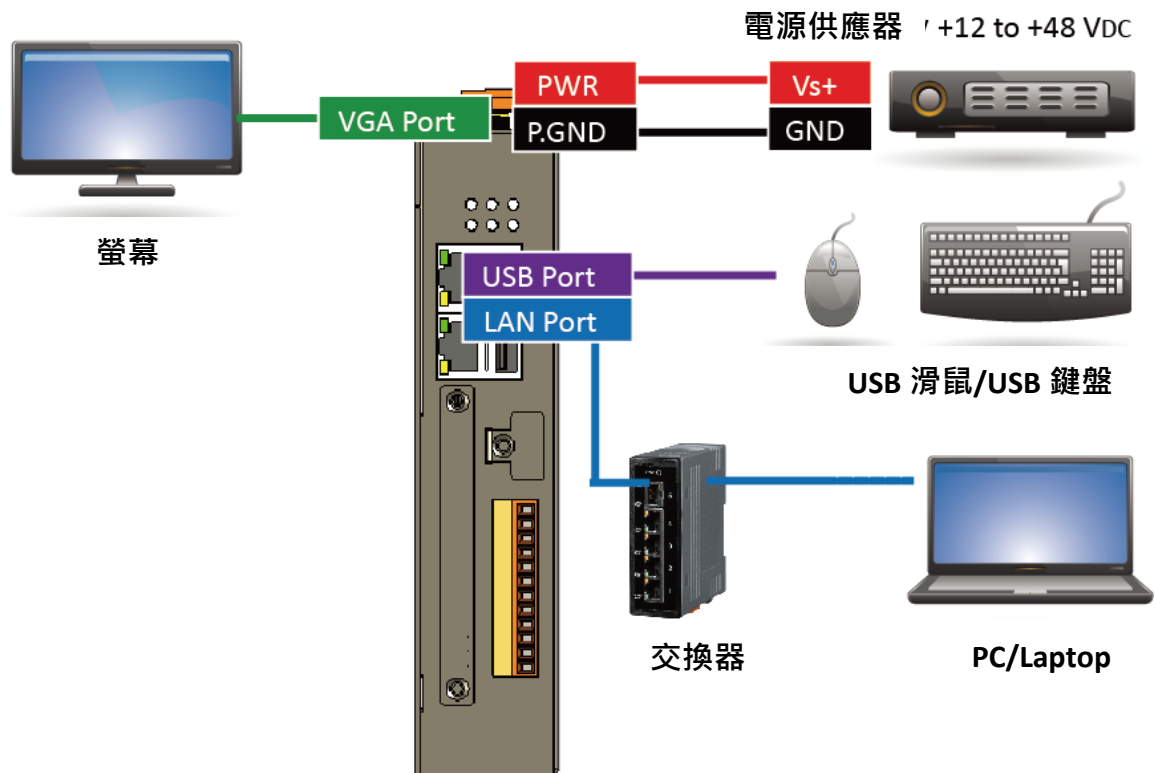 電源供應器 +12 to +48 VDC
PWR
Vs+
VGA Port
P.GND
GND
螢幕
USB Port
LAN Port
USB 滑鼠/USB 鍵盤
交換器
PC/Laptop